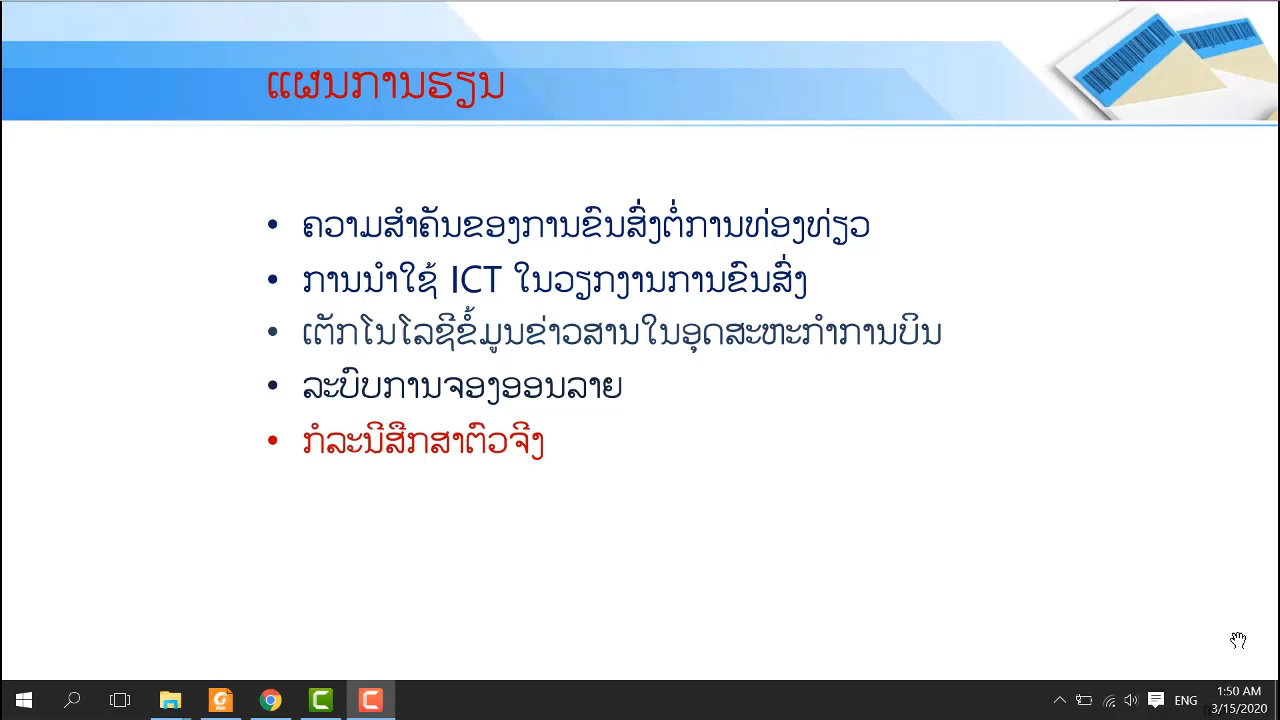 ແຜນການຮຽນ
• ຄວາມສຳຄັນຂອງການຂົນສົ່ງຕໍ່ການທ່ອງທ່ຽວ
• ການນຳໃຊ້ ICT ໃນວຽກງານການຂົນສົ່ງ
• ເຕັກໂນໂລຊີຂໍ້ມູນຂ່າວສານໃນອຸດສະຫະກຳການບິນ
• ລະບົບການຈອງອອນລາຍ
• ກໍລະນີສຶກສາຕົວຈີງ
ENG
1:50 AM
3/15/2020